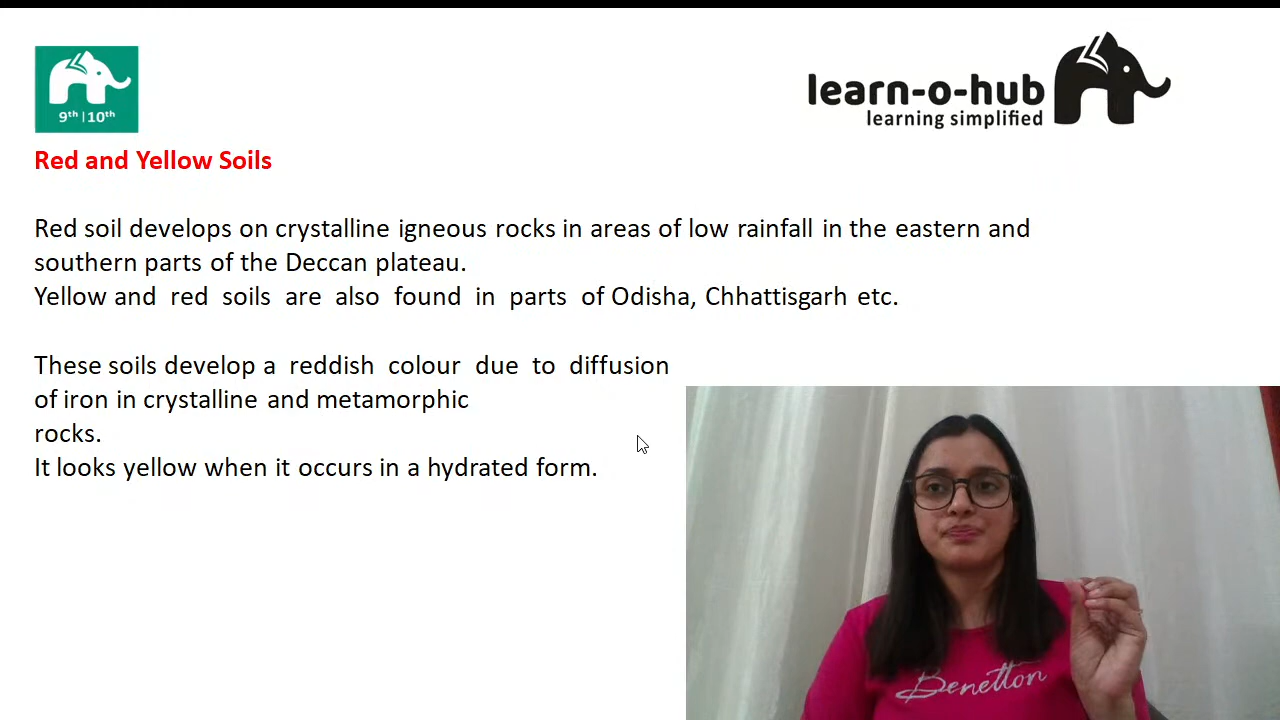 9th | 10th
learn-o-hub
learning simplified
Red and Yellow Soils
Red soil develops on crystalline igneous rocks in areas of low rainfall in the eastern and
southern parts of the Deccan plateau.
Yellow and red soils are also found in parts of Odisha, Chhattisgarh etc.
These soils develop a reddish colour due to diffusion
of iron in crystalline and metamorphic
rocks.
It looks yellow when it occurs in a hydrated form.
Benetton